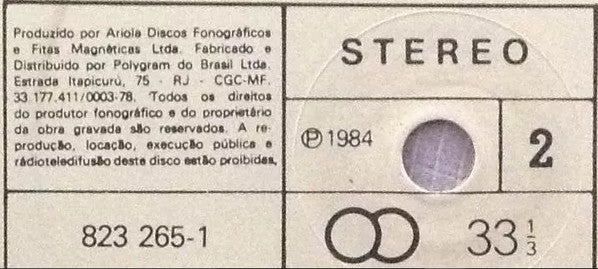 Produzido por Ariola Discos Fonográficos
e Fitas Magnéticas Ltda. Fabricado e
Distribuido por Polygram do Brasil Ltda.
Estrada Itapicurú, 75 - RJ - CGC-MF.
33.177.411/0003-78. Todos os direitos
do produtor fonográfico e do proprietário
da obra gravada são reservados. A re-
produção, locação, execução pública e
rádioteledifusão deste disco estão proibidas,
823 265-1
STEREO
℗ 1984
2
33 1/3